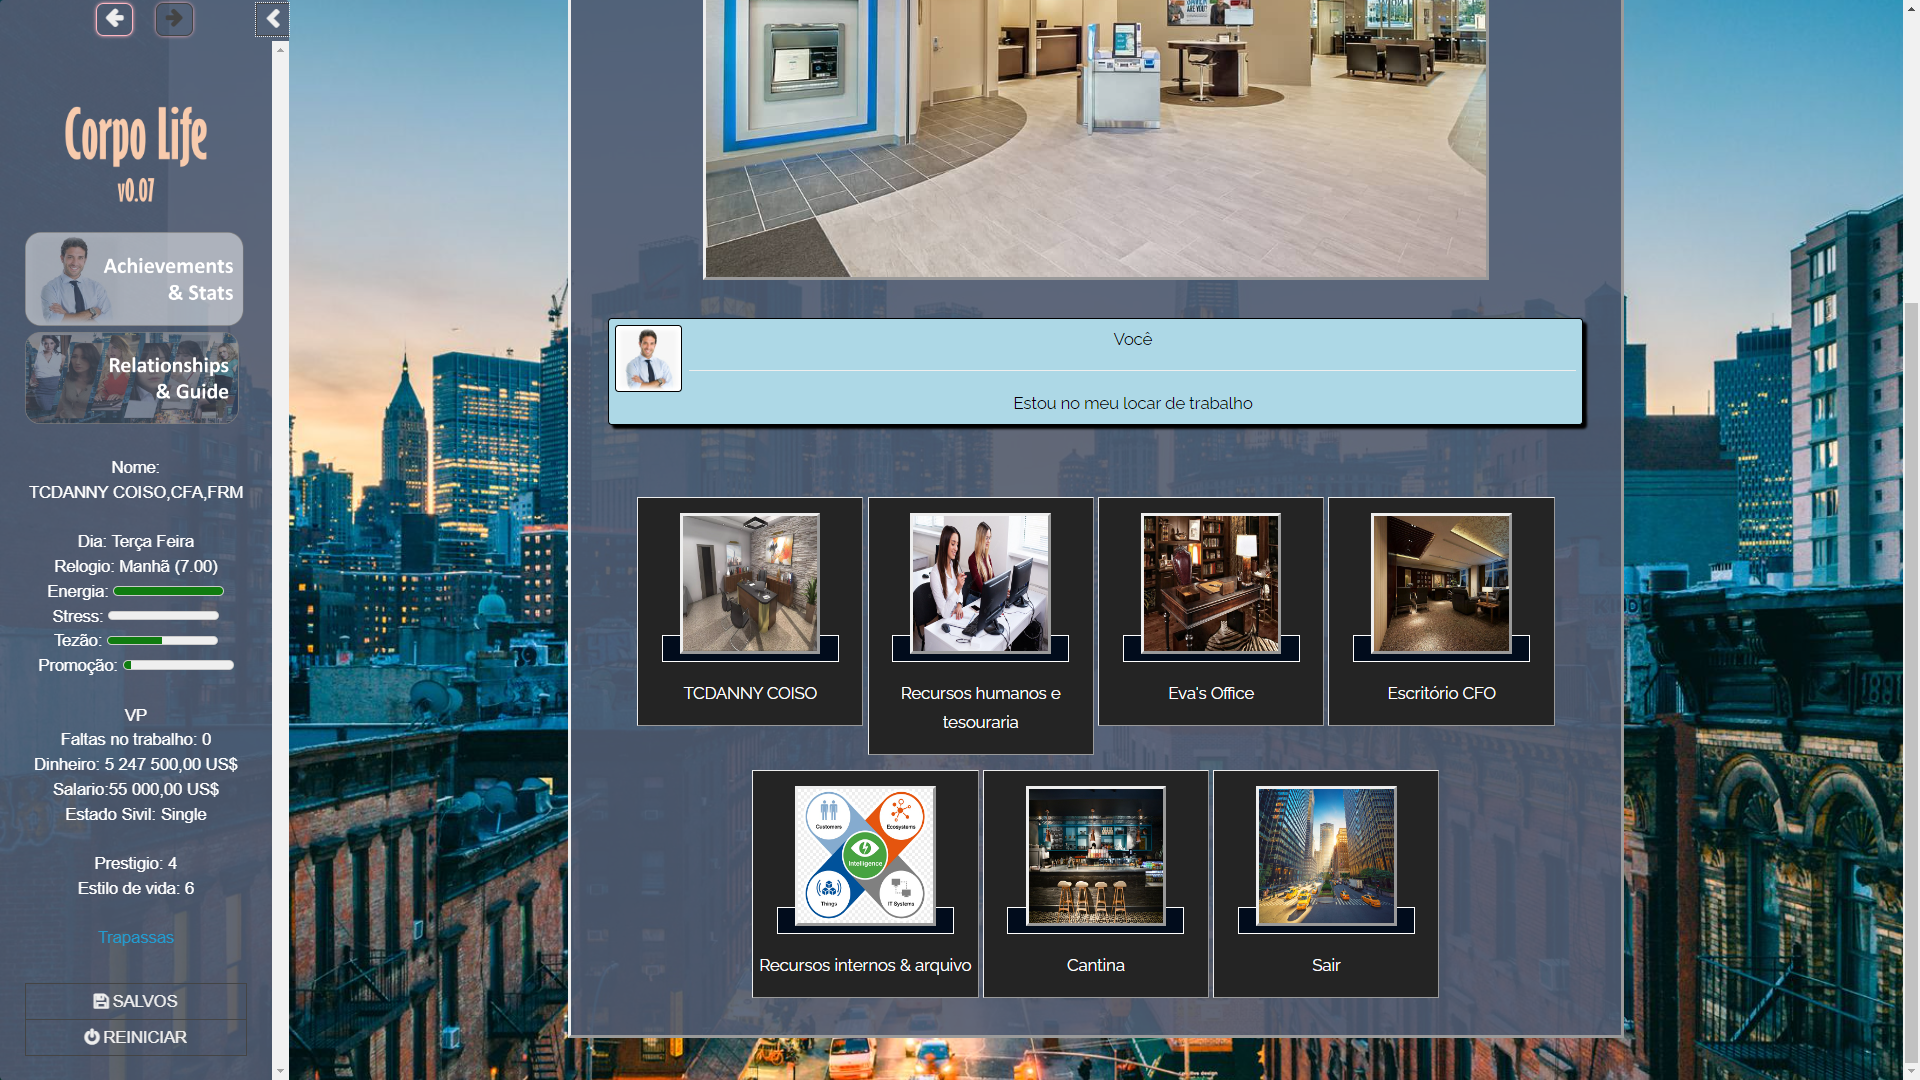 Corpo Life
v0.07
Achievements
& Stats
Relationships
& Guide
Nome:
TCDANNY COISO,CFA,FRM
Dia: Terça Feira
Relogio: Manhã (7.00)
Energia:
Stress:
Tezão:
Promoção:
VP
Faltas no trabalho: 0
Dinheiro: 5 247 500,00 US$
Salario:55 000,00 US$
Estado Sivil: Single
Prestigio: 4
Estilo de vida: 6
Trapassas
SALVOS
REINICIAR
ARE YOU?
Você
Estou no meu locar de trabalho
TCDANNY COISO
Recursos humanos e
tesouraria
Eva's Office
Escritório CFO
Customers
Ecosystems
Intelligence
Things
IT Systems
Recursos internos & arquivo
Cantina
Sair